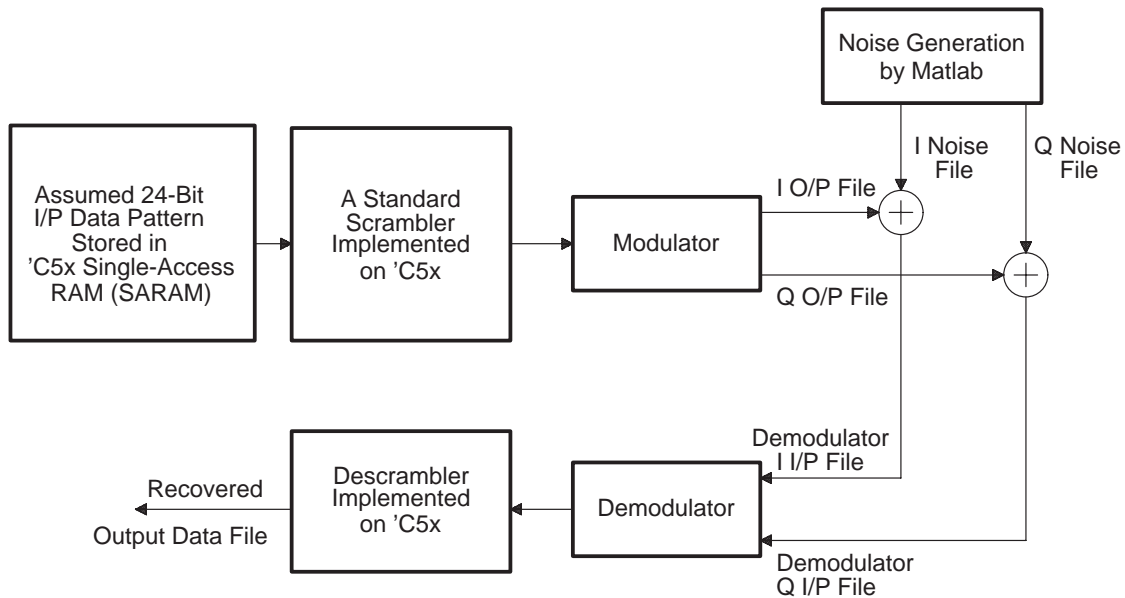 Noise Generation
by Matlab
I Noise
File
Q Noise
File
Assumed 24-Bit
I/P Data Pattern
Stored in
’C5x Single-Access
RAM (SARAM)
A Standard
Scrambler
Implemented
on ’C5x
Modulator
I O/P File
Q O/P File
Demodulator
I I/P File
Demodulator
Q I/P File
Demodulator
Descrambler
Implemented
on ’C5x
Recovered
Output Data File